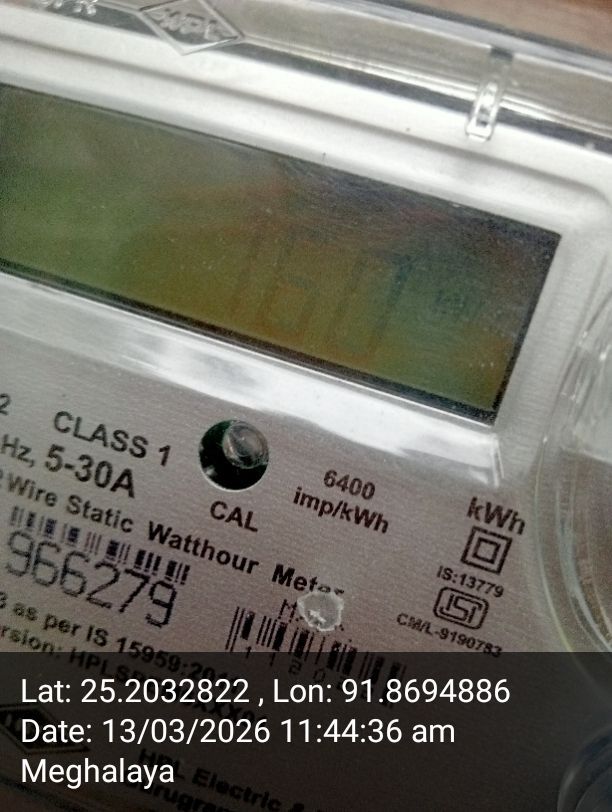 160
CLASS 1
Hz, 5-30A
CAL
6400
imp/kWh
kWh
Wire Static Watthour Meter
IS:13779
966279
CM/L-9190783
as per IS 15959:
Lat: 25.2032822 , Lon: 91.8694886
Date: 13/03/2026 11:44:36 am
Meghalaya
HPL Electric &